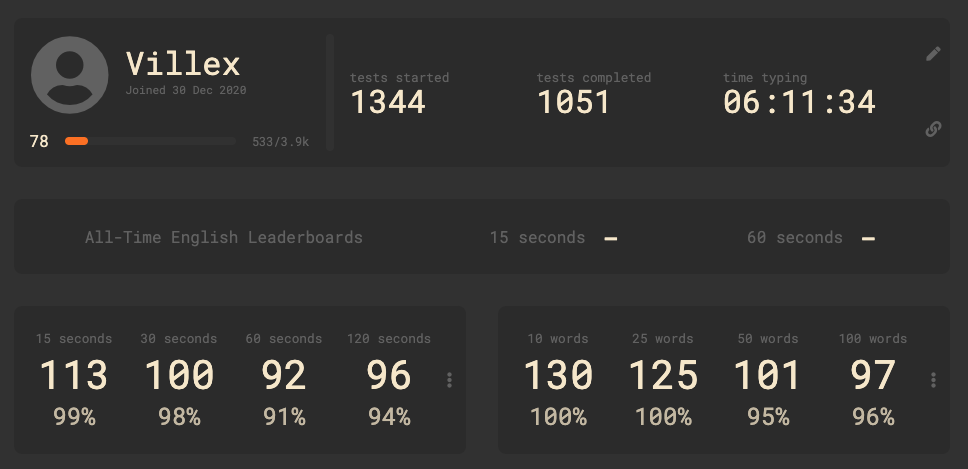 Villex
Joined 30 Dec 2020
78 533/3.9k
tests started
1344
tests completed
1051
time typing
06:11:34
All-Time English Leaderboards 15 seconds – 60 seconds –
15 seconds 30 seconds 60 seconds 120 seconds
113 100 92 96
99% 98% 91% 94%
10 words 25 words 50 words 100 words
130 125 101 97
100% 100% 95% 96%